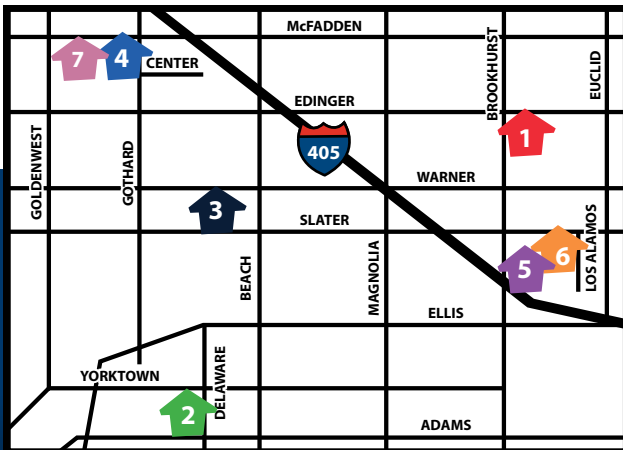 McFADDEN
7
4
CENTER
BROOKHURST
EUCLID
EDINGER
1
405
GOLDENWEST
GOTHARD
WARNER
3
SLATER
BEACH
MAGNOLIA
5
6
LOS ALAMOS
ELLIS
YORKTOWN
DELAWARE
2
ADAMS